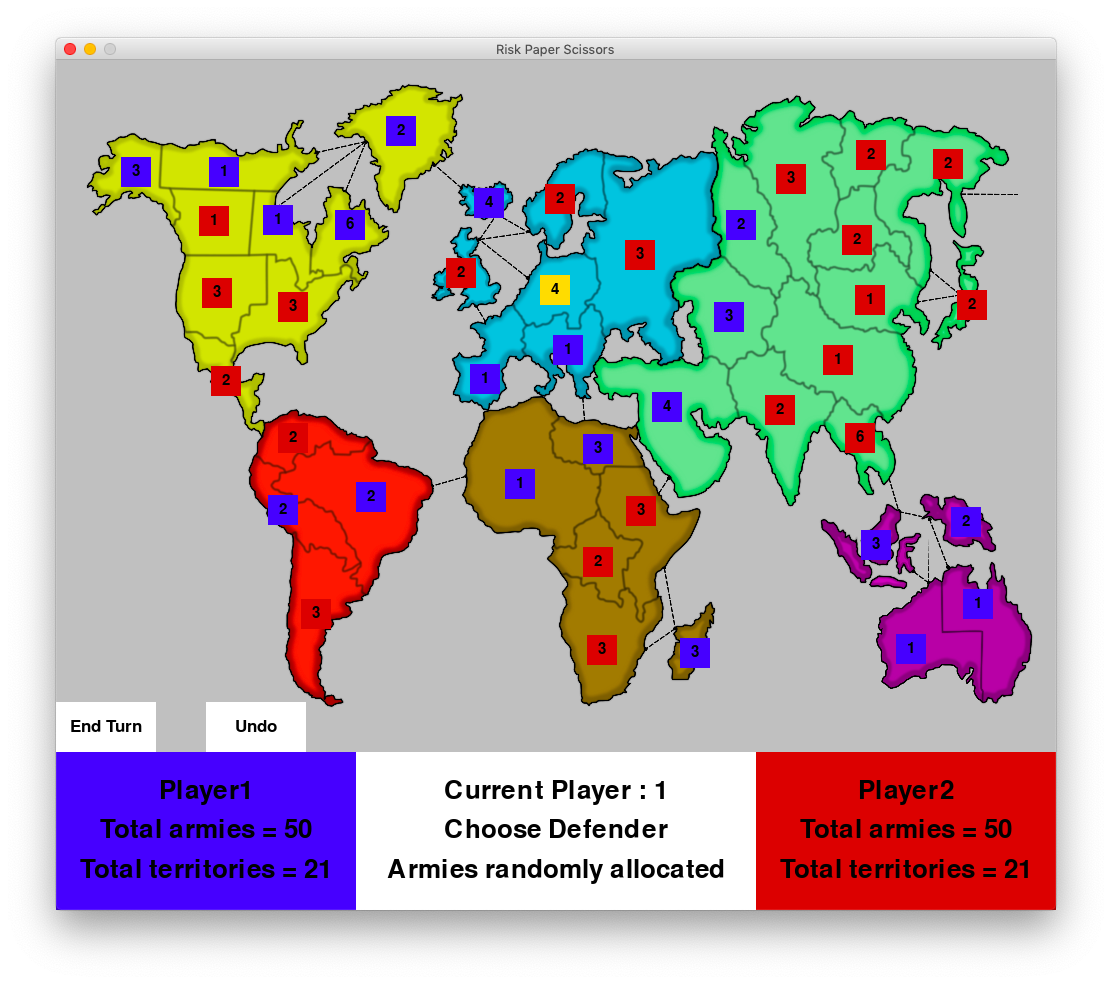 Risk Paper Scissors
2
3 1 2 2
3
2 4 2
1 1 6 2
2
2 3
3 4 1
3 3 3 2
1 1
2 1 4 2
2 3 6
1
2 2 3 2
3
2
3 1
3 3 1
End Turn Undo
Player1
Total armies = 50
Total territories = 21
Current Player : 1
Choose Defender
Armies randomly allocated
Player2
Total armies = 50
Total territories = 21